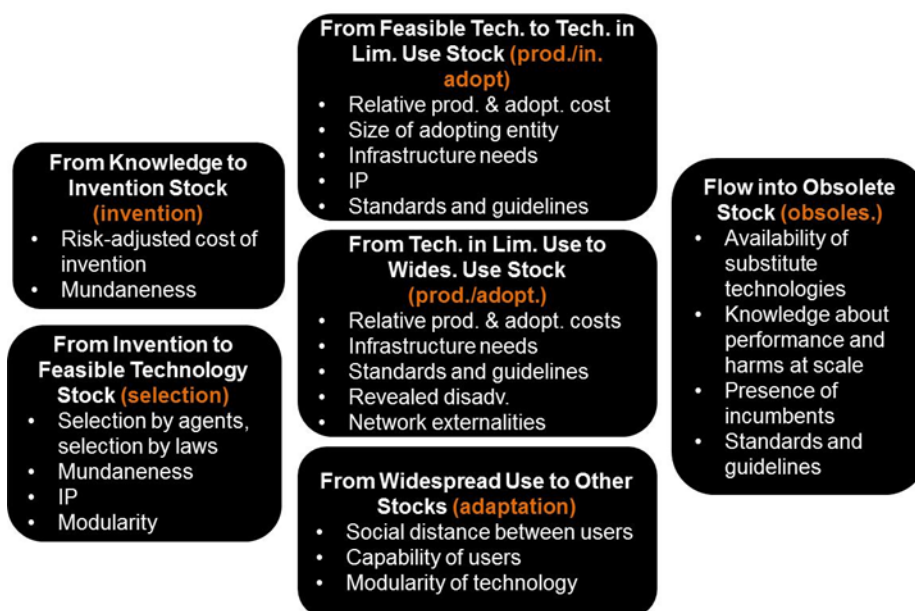 From Knowledge to
Invention Stock
(invention)
• Risk-adjusted cost of
invention
• Mundaneness
From Invention to
Feasible Technology
Stock (selection)
• Selection by agents,
selection by laws
• Mundaneness
• IP
• Modularity
From Feasible Tech. to Tech. in
Lim. Use Stock (prod./in.
adopt)
• Relative prod. & adopt. cost
• Size of adopting entity
• Infrastructure needs
• IP
• Standards and guidelines
From Tech. in Lim. Use to
Wides. Use Stock
(prod./adopt.)
• Relative prod. & adopt. costs
• Infrastructure needs
• Standards and guidelines
• Revealed disadv.
• Network externalities
From Widespread Use to Other
Stocks (adaptation)
• Social distance between users
• Capability of users
• Modularity of technology
Flow into Obsolete
Stock (obsoles.)
• Availability of
substitute
technologies
• Knowledge about
performance and
harms at scale
• Presence of
incumbents
• Standards and
guidelines